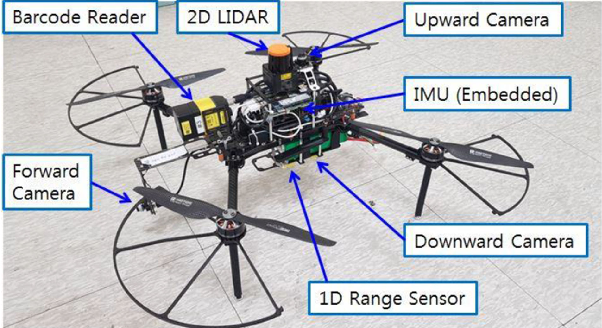 Barcode Reader
2D LIDAR
Upward Camera
IMU (Embedded)
Forward
Camera
Downward Camera
1D Range Sensor